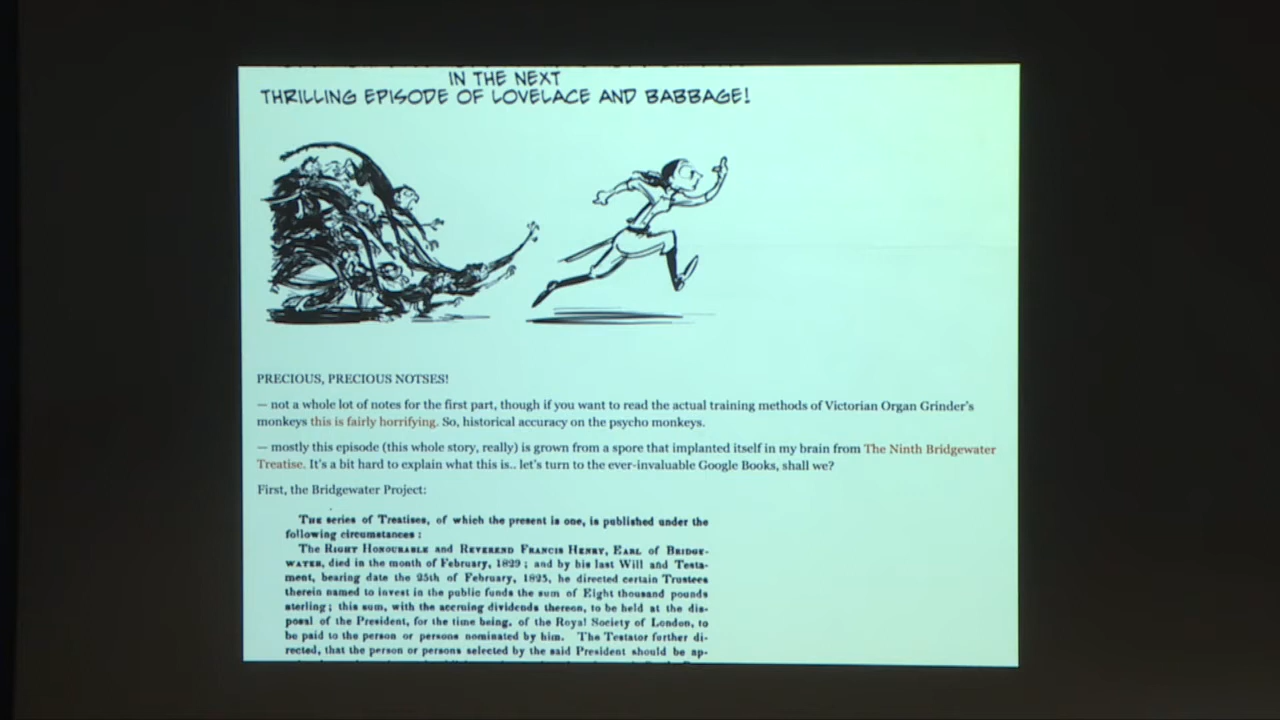 IN THE NEXT
THRILLING EPISODE OF LOVELACE AND BABBAGE!
PRECIOUS, PRECIOUS NOTSES!
— not a whole lot of notes for the first part, though if you want to read the actual training methods of Victorian Organ Grinder's
monkeys this is fairly horrifying. So, historical accuracy on the psycho monkeys.
— mostly this episode (this whole story, really) is grown from a spore that implanted itself in my brain from The Ninth Bridgewater
Treatise. It's a bit hard to explain what this is.. let's turn to the ever-invaluable Google Books, shall we?
First, the Bridgewater Project:
THE series of Treatises, of which the present is one, is published under the
following circumstances :
The RIGHT HONOURABLE and REVEREND FRANCIS HENRY, EARL of BRIDGE-
WATER, died in the month of February, 1829 ; and by his last Will and Testa-
ment, bearing date the 25th of February, 1825, he directed certain Trustees
therein named to invest in the public funds the sum of Eight thousand pounds
sterling ; this sum, with the accruing dividends thereon, to be held at the dis-
posal of the President, for the time being, of the Royal Society of London, to
be paid to the person or persons nominated by him. The Testator further di-
rected, that the person or persons selected by the said President should be ap-